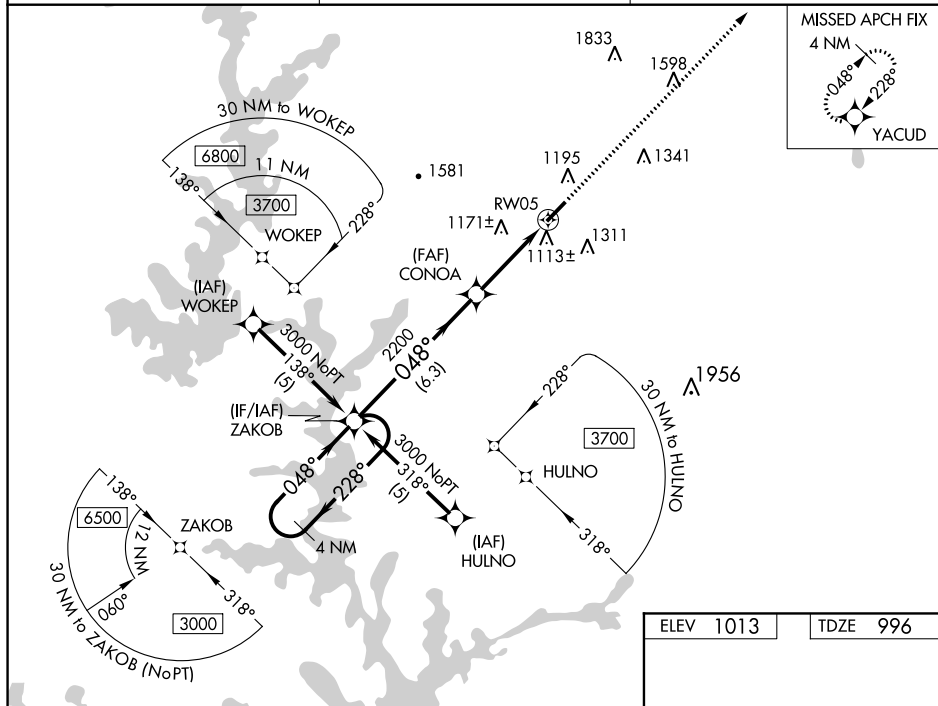 MISSED APCH FIX
4 NM
048°
228°
YACUD
1833
1598
30 NM to WOKEP
6800
11 NM
138°
3700
228°
WOKEP
1581
1195
1341
RW05
1171±
1113±
1311
(FAF)
CONOA
(IAF)
WOKEP
3000 NoPT
138°
(5)
2200
048°
(6.3)
1956
(IF/IAF)
ZAKOB
228°
30 NM to HULNO
3700
HULNO
318°
3000 NoPT
318°
(5)
048°
228°
4 NM
(IAF)
HULNO
138°
6500
12 NM
ZAKOB
060°
318°
3000
30 NM to ZAKOB (NoPT)
ELEV 1013
TDZE 996